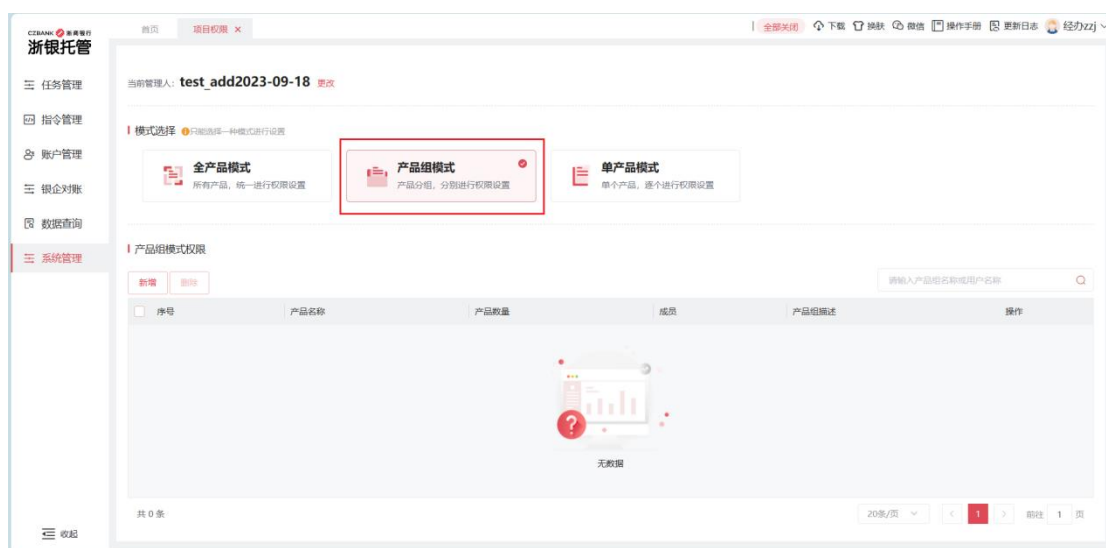 CZBANK 浙商银行
浙银托管
首页 项目权限 ×
全部关闭 下载 换肤 微信 操作手册 更新日志 经办zzj
任务管理
指令管理
账户管理
银企对账
数据查询
系统管理
收起
当前管理人: test_add2023-09-18 更改
模式选择 只能选择一种模式进行设置
全产品模式
所有产品, 统一进行权限设置
产品组模式
产品分组, 分别进行权限设置
单产品模式
单个产品, 逐个进行权限设置
产品组模式权限
新增 删除
请输入产品组名称或用户名称
序号 产品名称 产品数量 成员 产品组描述 操作
无数据
共 0 条
20条/页 < 1 > 前往 1 页